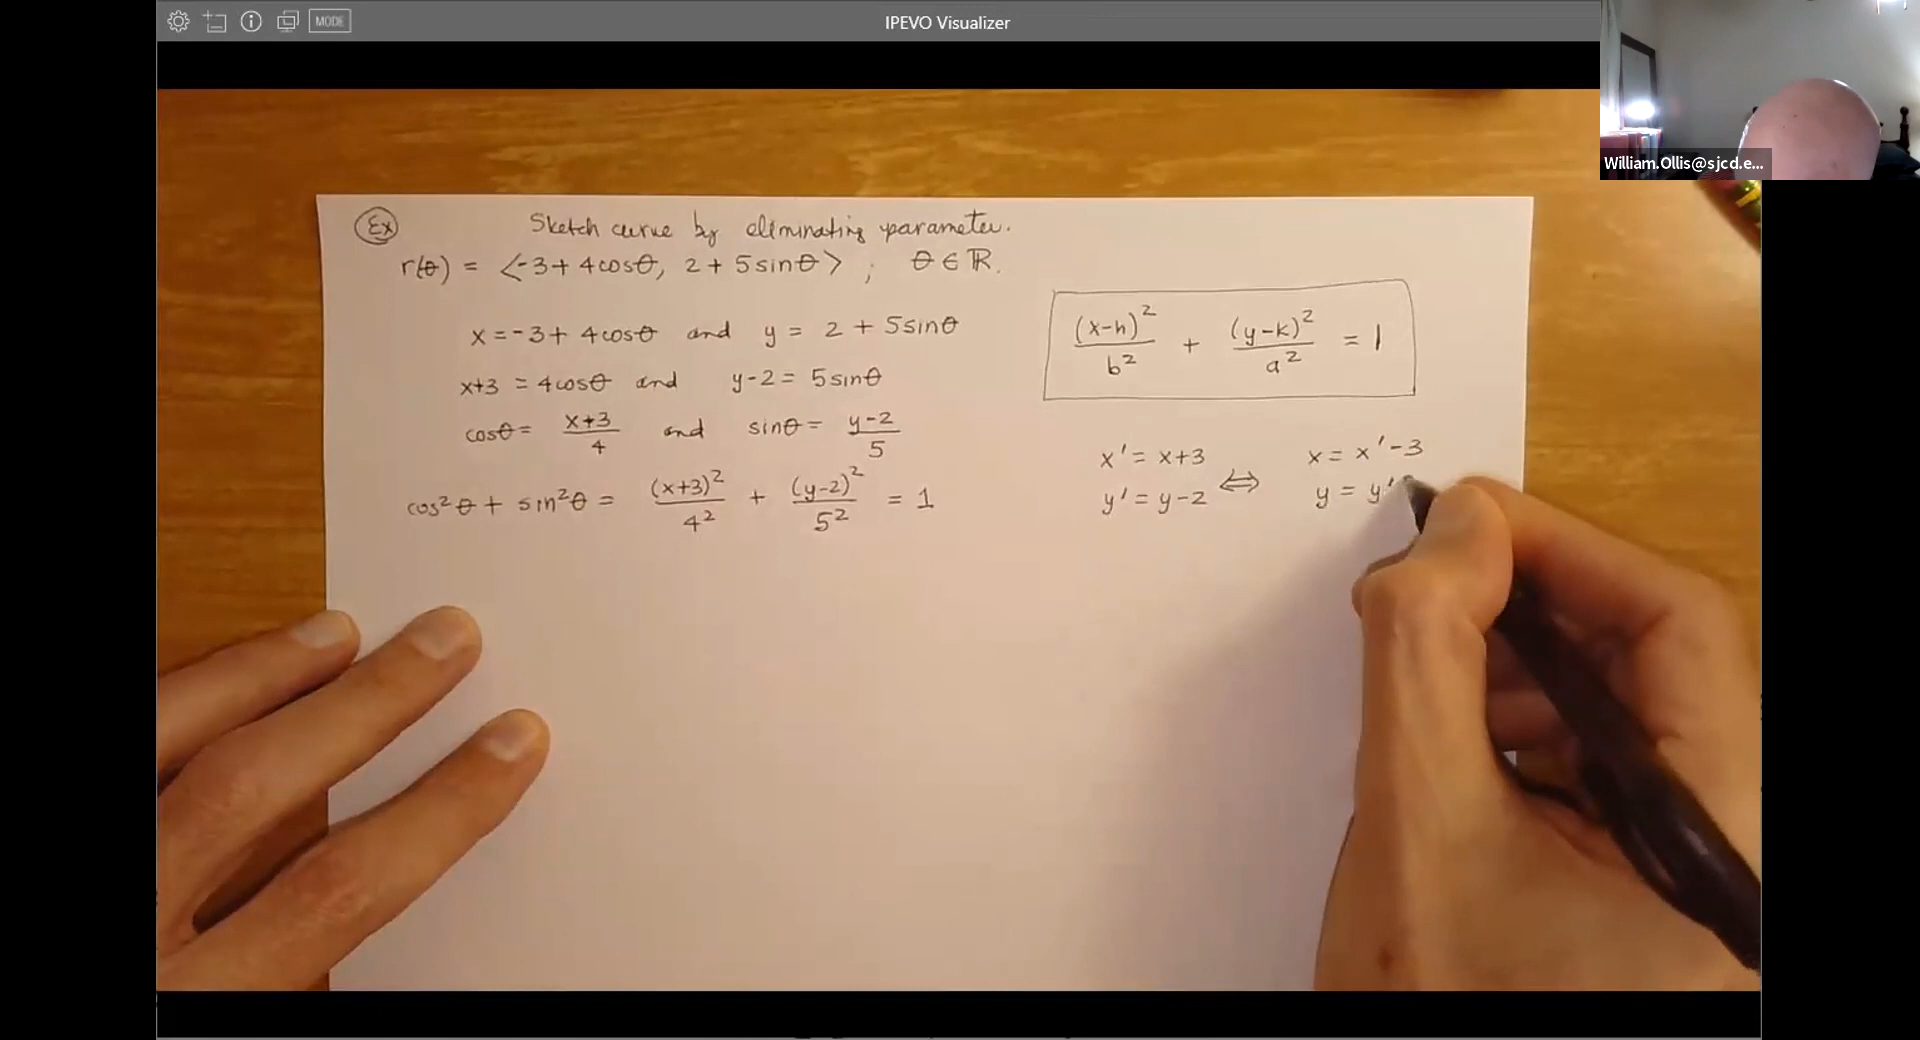 MODE
IPEVO Visualizer
William.Ollis@sjcd.e...
Ex Sketch curve by eliminating parameter.
r(θ) = <-3+4cosθ, 2+5sinθ> ; θ ∈ ℝ.
x = -3+4cosθ and y = 2+5sinθ
x+3 = 4cosθ and y-2 = 5sinθ
cosθ = (x+3)/4 and sinθ = (y-2)/5
cos²θ + sin²θ = (x+3)²/4² + (y-2)²/5² = 1
(x-h)²/b² + (y-k)²/a² = 1
x' = x+3 ⇔ x = x'-3
y' = y-2 y = y'